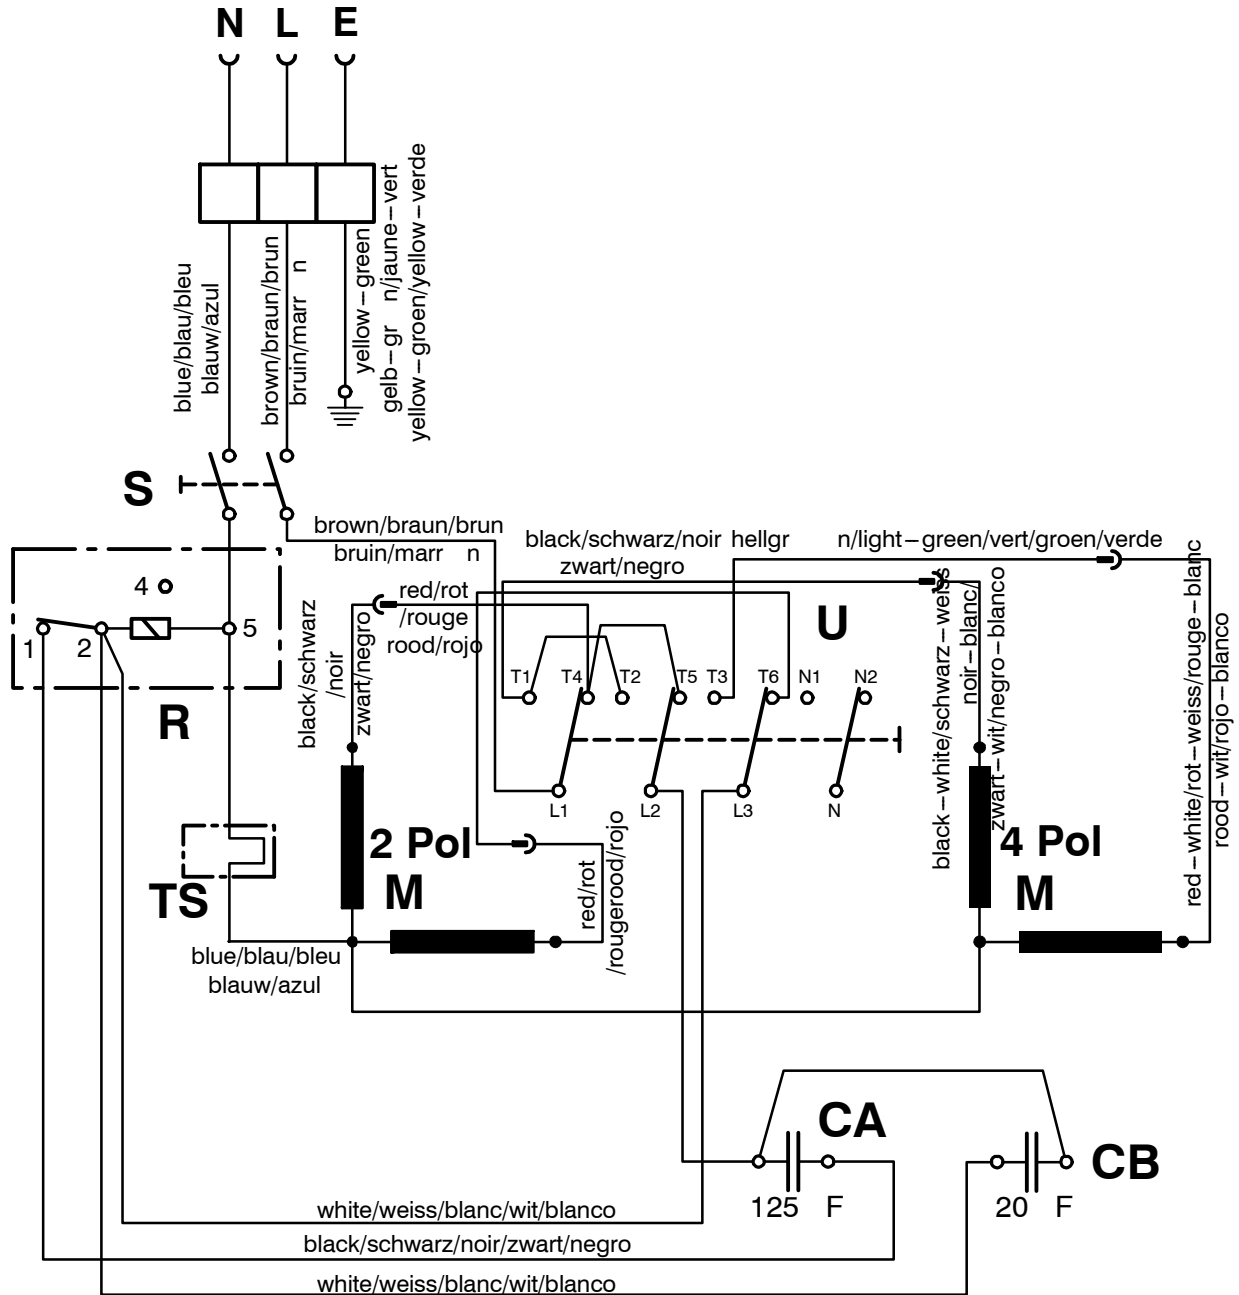 N L E
blue/blau/bleu
blauw/azul
brown/braun/brun
bruin/marr n
yellow–green
gelb–gr n/jaune–vert
yellow–groen/yellow–verde
S
brown/braun/brun
bruin/marr n
black/schwarz/noir
zwart/negro
hellgr n/light–green/vert/groen/verde
4
1
2
5
R
red/rot
/rouge
rood/rojo
black/schwarz
/noir
zwart/negro
U
T1 T4 T2 T5 T3 T6 N1 N2
L1 L2 L3 N
black–white/schwarz–weiss
noir–blanc/
zwart–wit/negro–blanco
red–white/rot–weiss/rouge–blanc
rood–wit/rojo–blanco
2 Pol
M
4 Pol
M
TS
red/rot
/rougerood/rojo
blue/blau/bleu
blauw/azul
CA
125 F
CB
20 F
white/weiss/blanc/wit/blanco
black/schwarz/noir/zwart/negro
white/weiss/blanc/wit/blanco